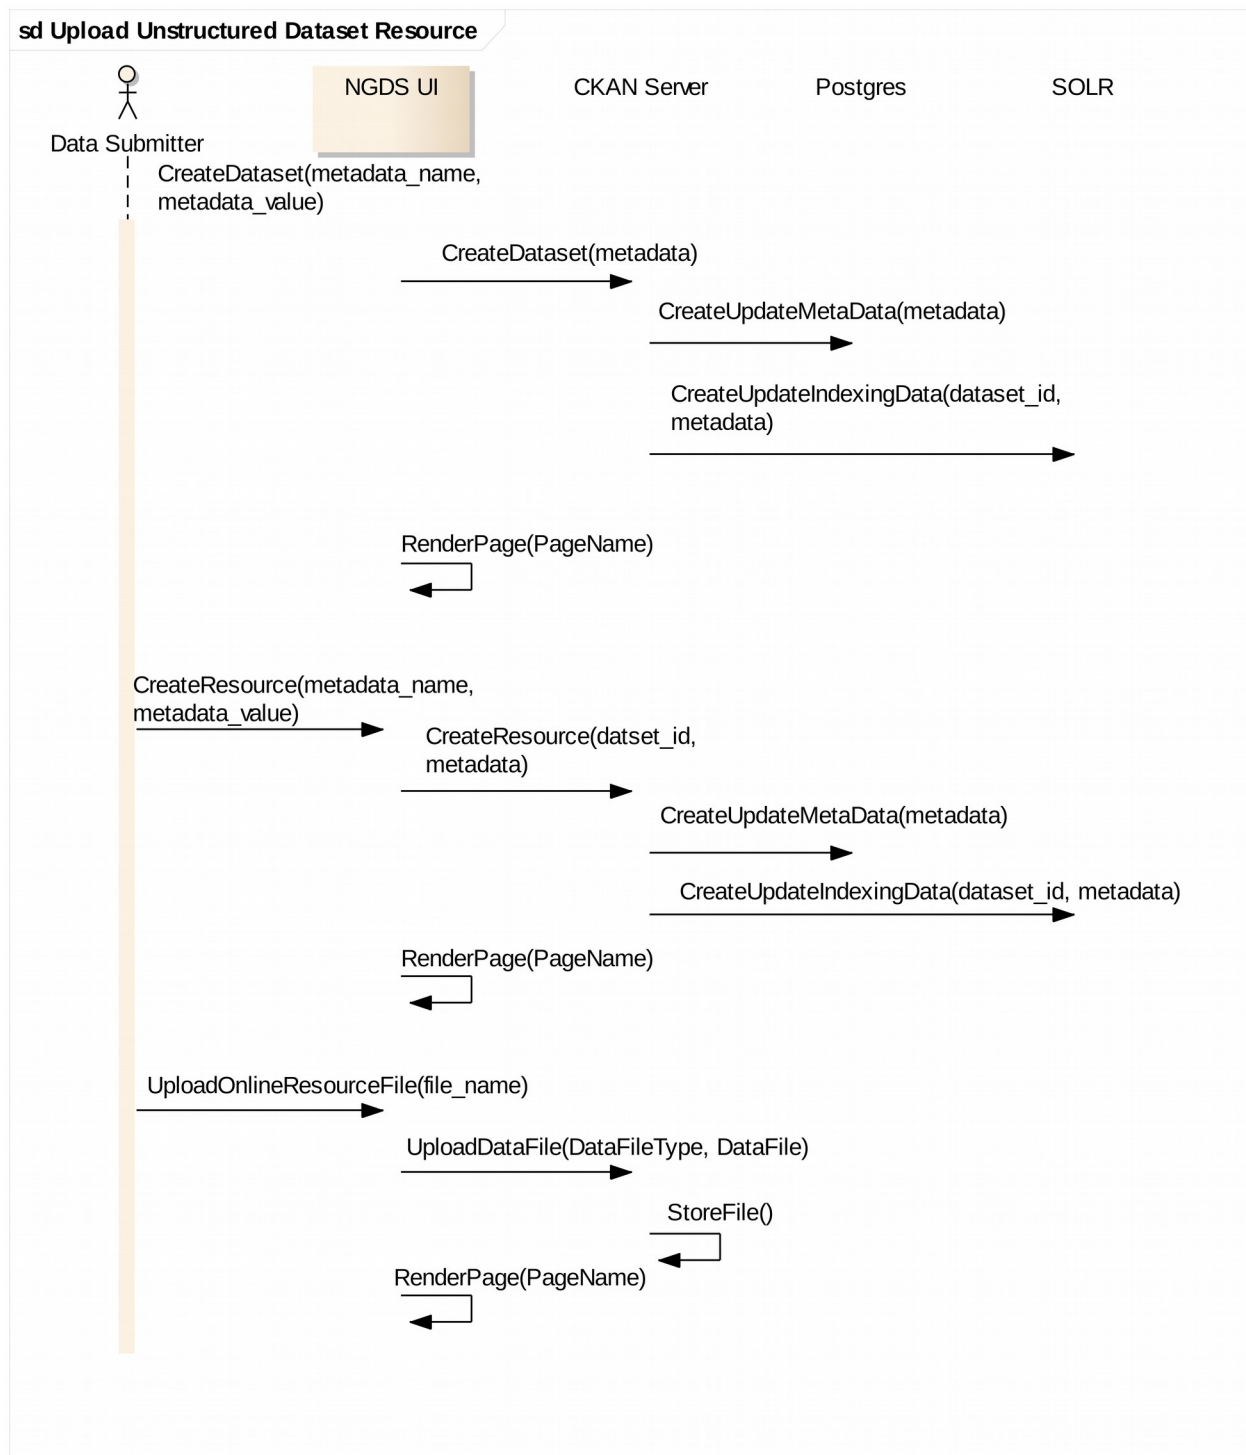 sd Upload Unstructured Dataset Resource
NGDS UI
CKAN Server
Postgres
SOLR
Data Submitter
CreateDataset(metadata_name,
metadata_value)
CreateDataset(metadata)
CreateUpdateMetaData(metadata)
CreateUpdateIndexingData(dataset_id,
metadata)
RenderPage(PageName)
CreateResource(metadata_name,
metadata_value)
CreateResource(datset_id,
metadata)
CreateUpdateMetaData(metadata)
CreateUpdateIndexingData(dataset_id, metadata)
RenderPage(PageName)
UploadOnlineResourceFile(file_name)
UploadDataFile(DataFileType, DataFile)
StoreFile()
RenderPage(PageName)